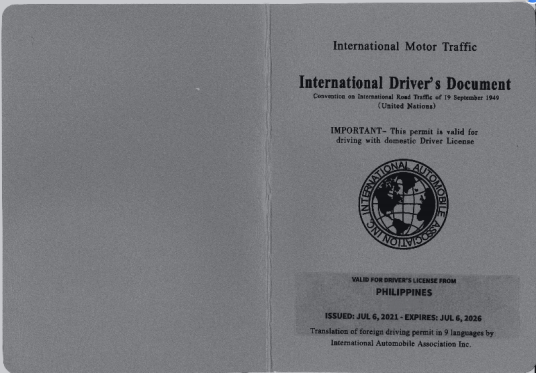 International Motor Traffic
International Driver's Document
Convention on International Road Traffic of 19 September 1949
(United Nations)
IMPORTANT- This permit is valid for
driving with domestic Driver License
INTERNATIONAL AUTOMOBILE ASSOCIATION INC.
VALID FOR DRIVER'S LICENSE FROM
PHILIPPINES
ISSUED: JUL 6, 2021 - EXPIRES: JUL 6, 2026
Translation of foreign driving permit in 9 languages by
International Automobile Association Inc.